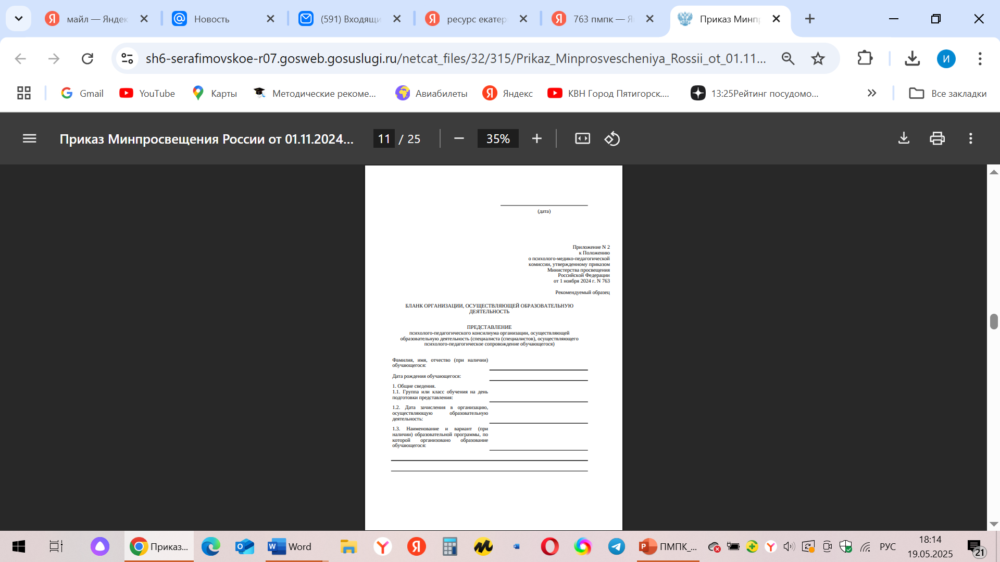 майл — Яндек
Новость
(591) Входящи
ресурс екатер
763 пмпк — Я
Приказ Минпр
sh6-serafimovskoe-r07.gosweb.gosuslugi.ru/netcat_files/32/315/Prikaz_Minprosvescheniya_Rossii_ot_01.11...
И
Gmail
YouTube
Карты
Методические рекоме...
Авиабилеты
Яндекс
КВН Город Пятигорск....
13:25Рейтинг посудомо...
Все закладки
Приказ Минпросвещения России от 01.11.2024...
11 / 25
35%
(дата)
Приложение N 2
к Положению
о психолого-медико-педагогической
комиссии, утвержденному приказом
Министерства просвещения
Российской Федерации
от 1 ноября 2024 г. N 763
Рекомендуемый образец
БЛАНК ОРГАНИЗАЦИИ, ОСУЩЕСТВЛЯЮЩЕЙ ОБРАЗОВАТЕЛЬНУЮ
ДЕЯТЕЛЬНОСТЬ
ПРЕДСТАВЛЕНИЕ
психолого-педагогического консилиума организации, осуществляющей
образовательную деятельность (специалиста (специалистов), осуществляющего
психолого-педагогическое сопровождение обучающегося)
Фамилия, имя, отчество (при наличии)
обучающегося:
Дата рождения обучающегося:
1. Общие сведения.
1.1. Группа или класс обучения на день
подготовки представления:
1.2. Дата зачисления в организацию,
осуществляющую образовательную
деятельность:
1.3. Наименование и вариант (при
наличии) образовательной программы, по
которой организовано образование
обучающегося:
Приказ...
Word
ПМПК_...
РУС
18:14
19.05.2025
21